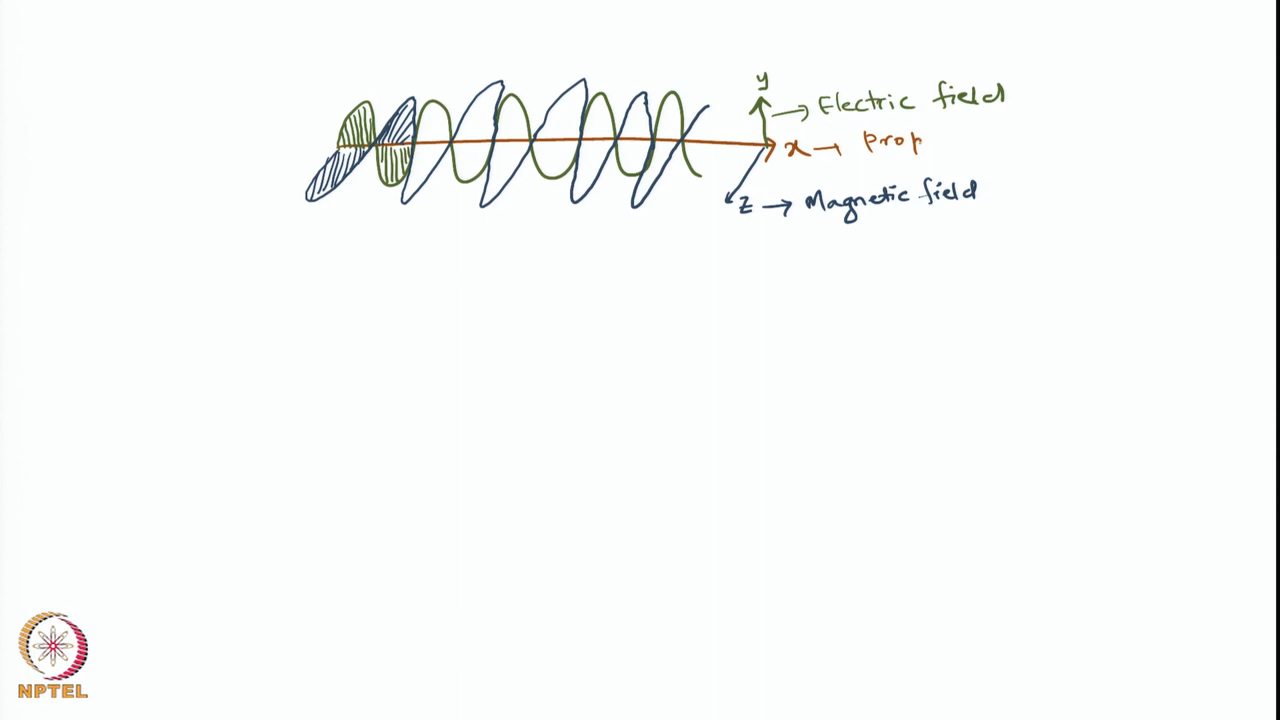 y → Electric field
x → Prop
z → Magnetic field
NPTEL